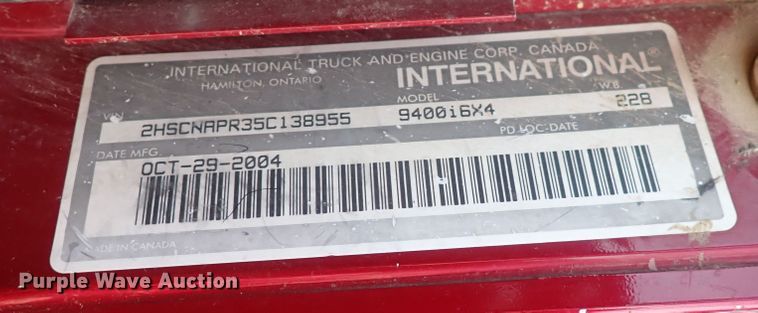 INTERNATIONAL TRUCK AND ENGINE CORP. CANADA
HAMILTON, ONTARIO
INTERNATIONAL®
VIN MODEL W.B.
2HSCNAPR35C138955 9400i6X4 228
DATE MFG PD LOC-DATE
OCT-29-2004
MADE IN CANADA
Purple Wave Auction